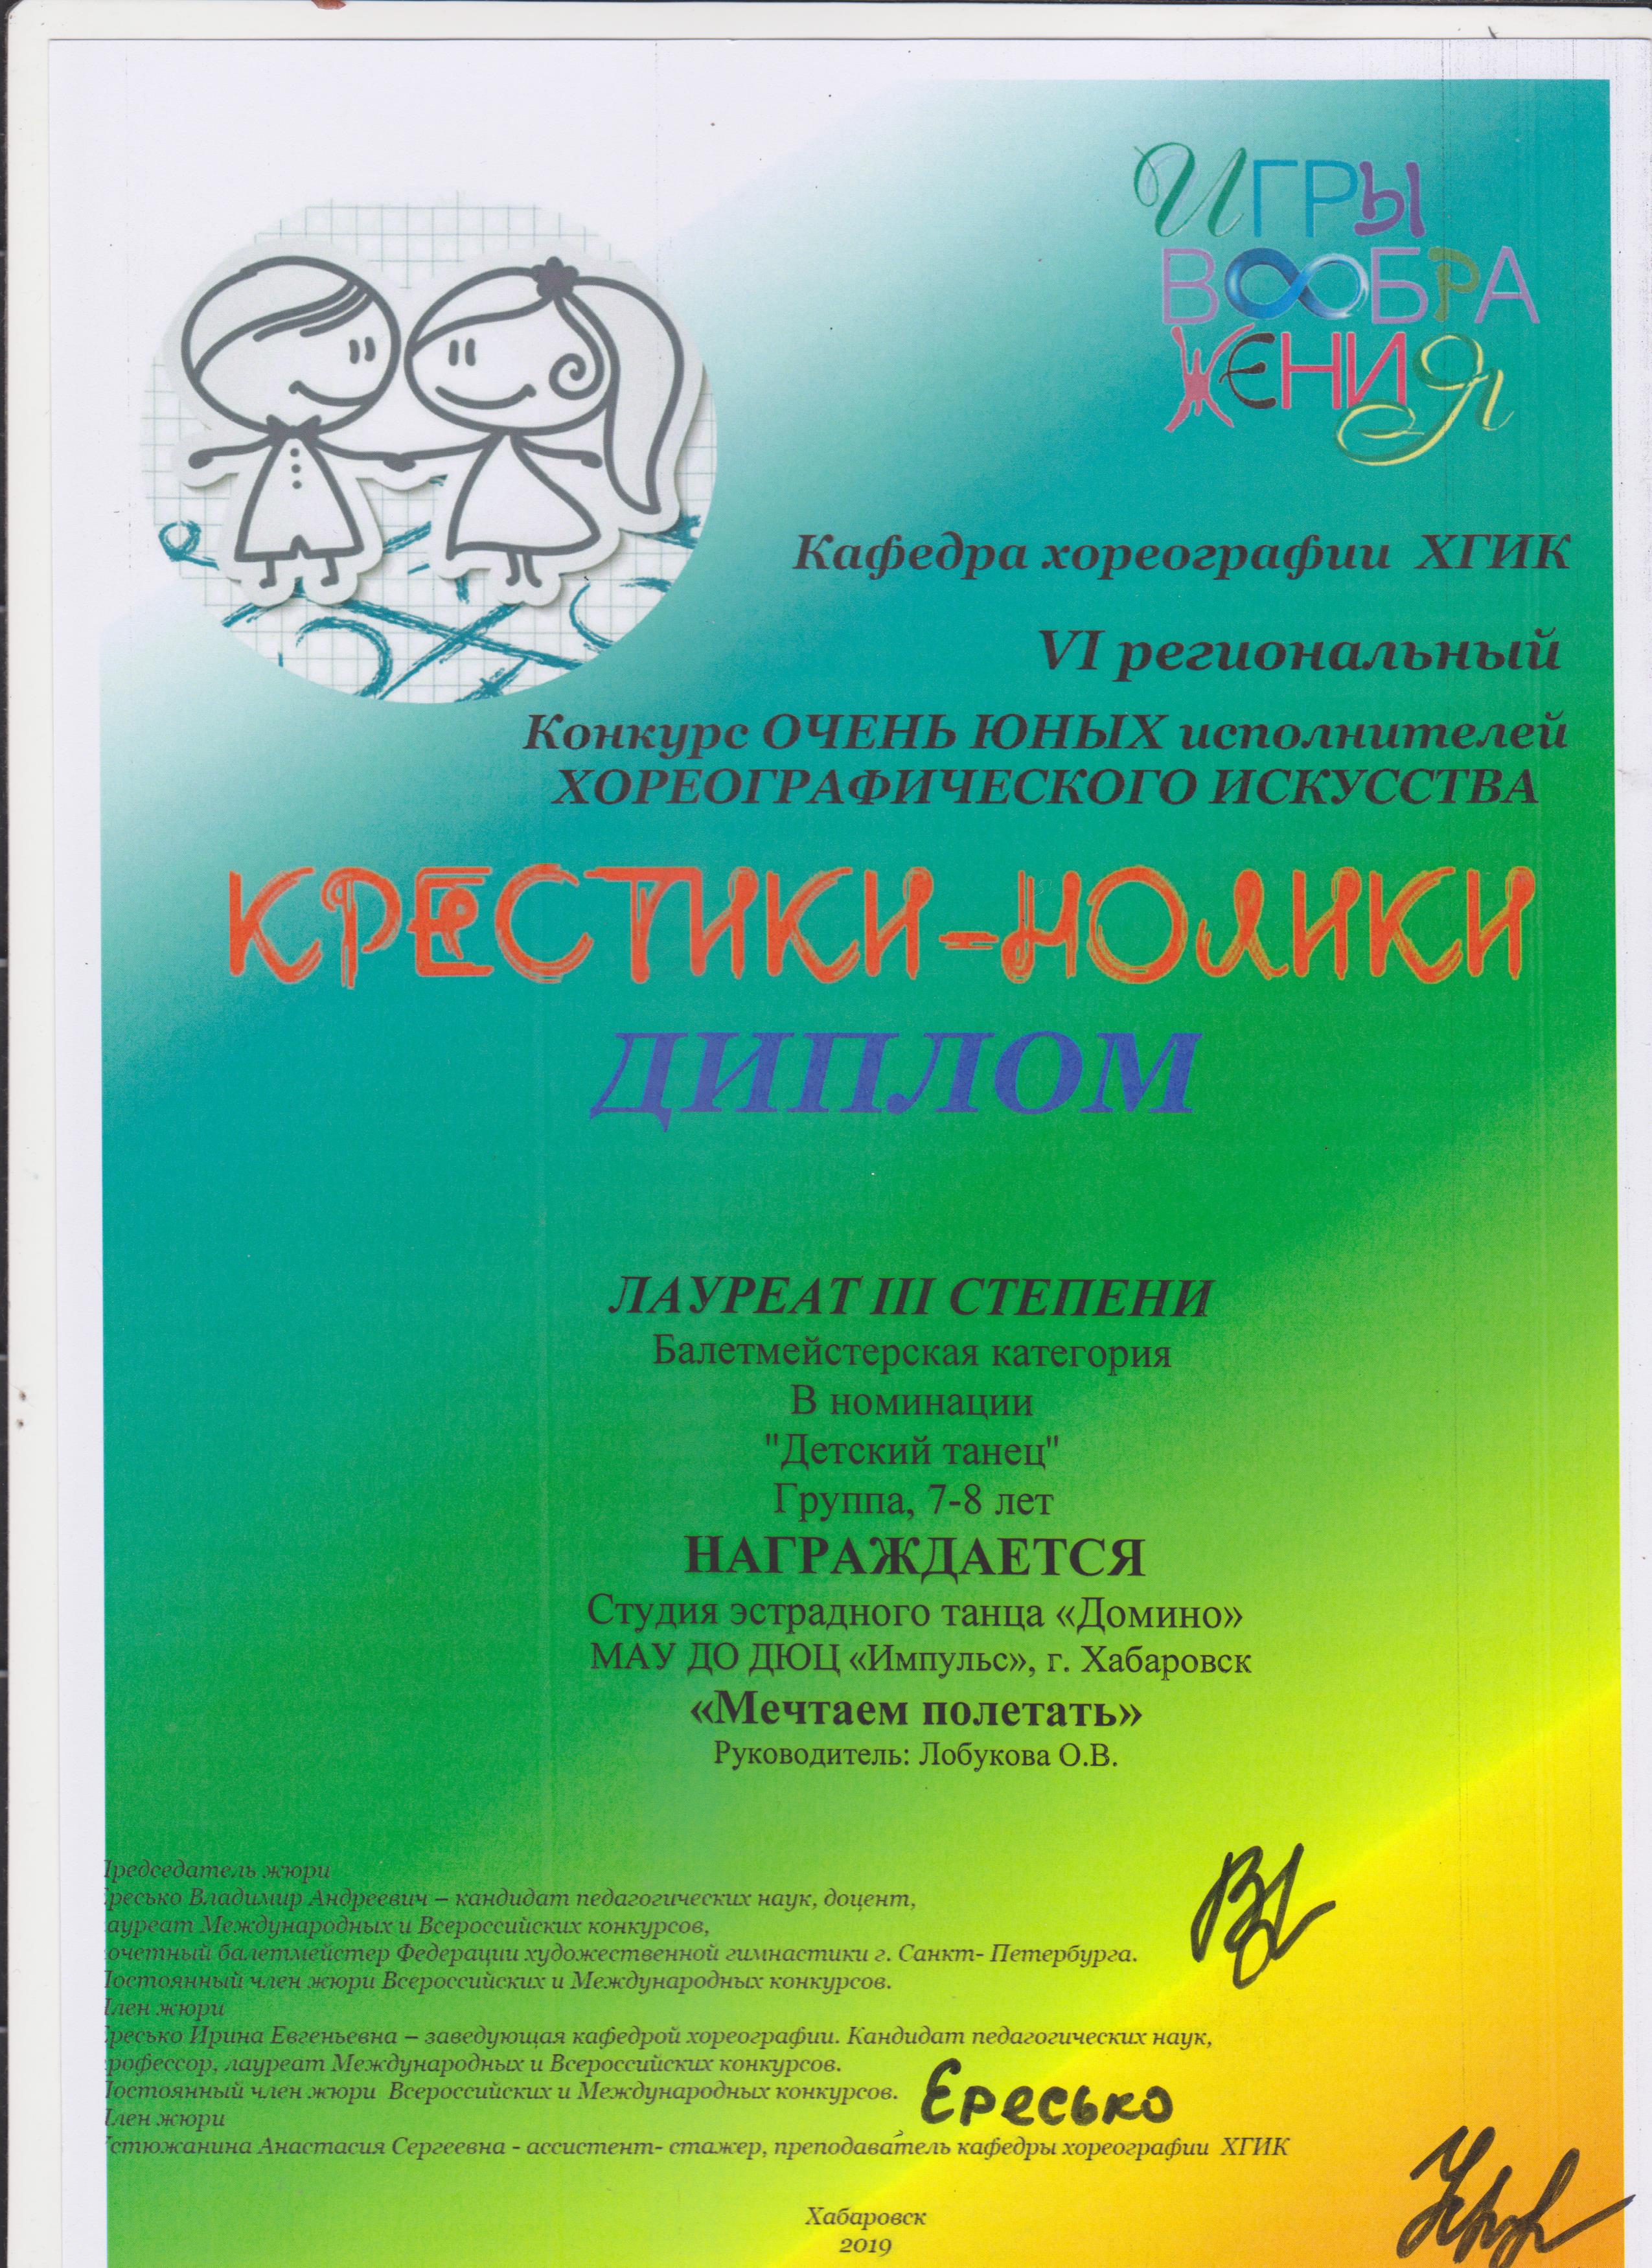 ИГРЫ
ВООБРА
ЖЕНИЯ
Кафедра хореографии ХГИК
VI региональный
Конкурс ОЧЕНЬ ЮНЫХ исполнителей
ХОРЕОГРАФИЧЕСКОГО ИСКУССТВА
КРЕСТИКИ-НОЛИКИ
ДИПЛОМ
ЛАУРЕАТ III СТЕПЕНИ
Балетмейстерская категория
В номинации
"Детский танец"
Группа, 7-8 лет
НАГРАЖДАЕТСЯ
Студия эстрадного танца «Домино»
МАУ ДО ДЮЦ «Импульс», г. Хабаровск
«Мечтаем полетать»
Руководитель: Лобукова О.В.
Председатель жюри
Ересько Владимир Андреевич – кандидат педагогических наук, доцент,
лауреат Международных и Всероссийских конкурсов,
почетный балетмейстер Федерации художественной гимнастики г. Санкт- Петербурга.
Постоянный член жюри Всероссийских и Международных конкурсов.
Член жюри
Ересько Ирина Евгеньевна – заведующая кафедрой хореографии. Кандидат педагогических наук,
профессор, лауреат Международных и Всероссийских конкурсов.
Постоянный член жюри Всероссийских и Международных конкурсов.
Ересько
Член жюри
Устюжанина Анастасия Сергеевна - ассистент- стажер, преподаватель кафедры хореографии ХГИК
Хабаровск
2019